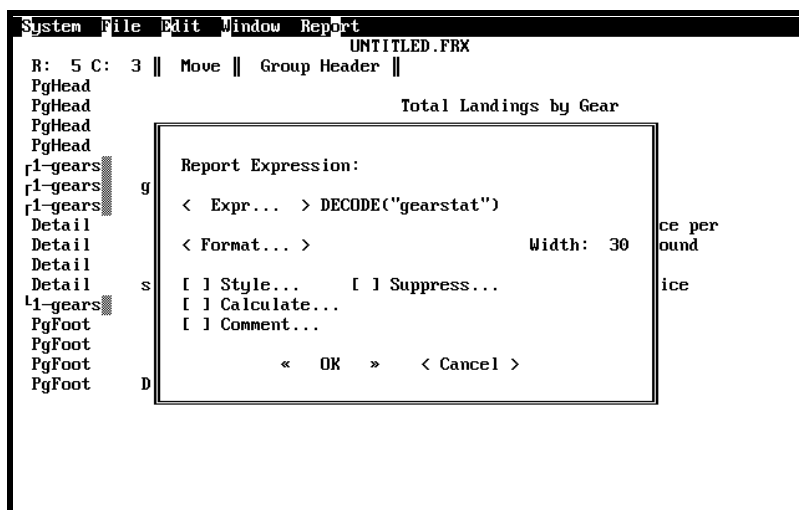 System File Edit Window Report
UNTITLED.FRX
R: 5 C: 3 ║ Move ║ Group Header ║
PgHead
PgHead Total Landings by Gear
PgHead
PgHead
┌1-gears Report Expression:
┌1-gears g
┌1-gears < Expr... > DECODE("gearstat")
Detail ce per
Detail < Format... > Width: 30 ound
Detail
Detail s [ ] Style... [ ] Suppress... ice
└1-gears [ ] Calculate...
PgFoot [ ] Comment...
PgFoot
PgFoot « OK » < Cancel >
PgFoot D